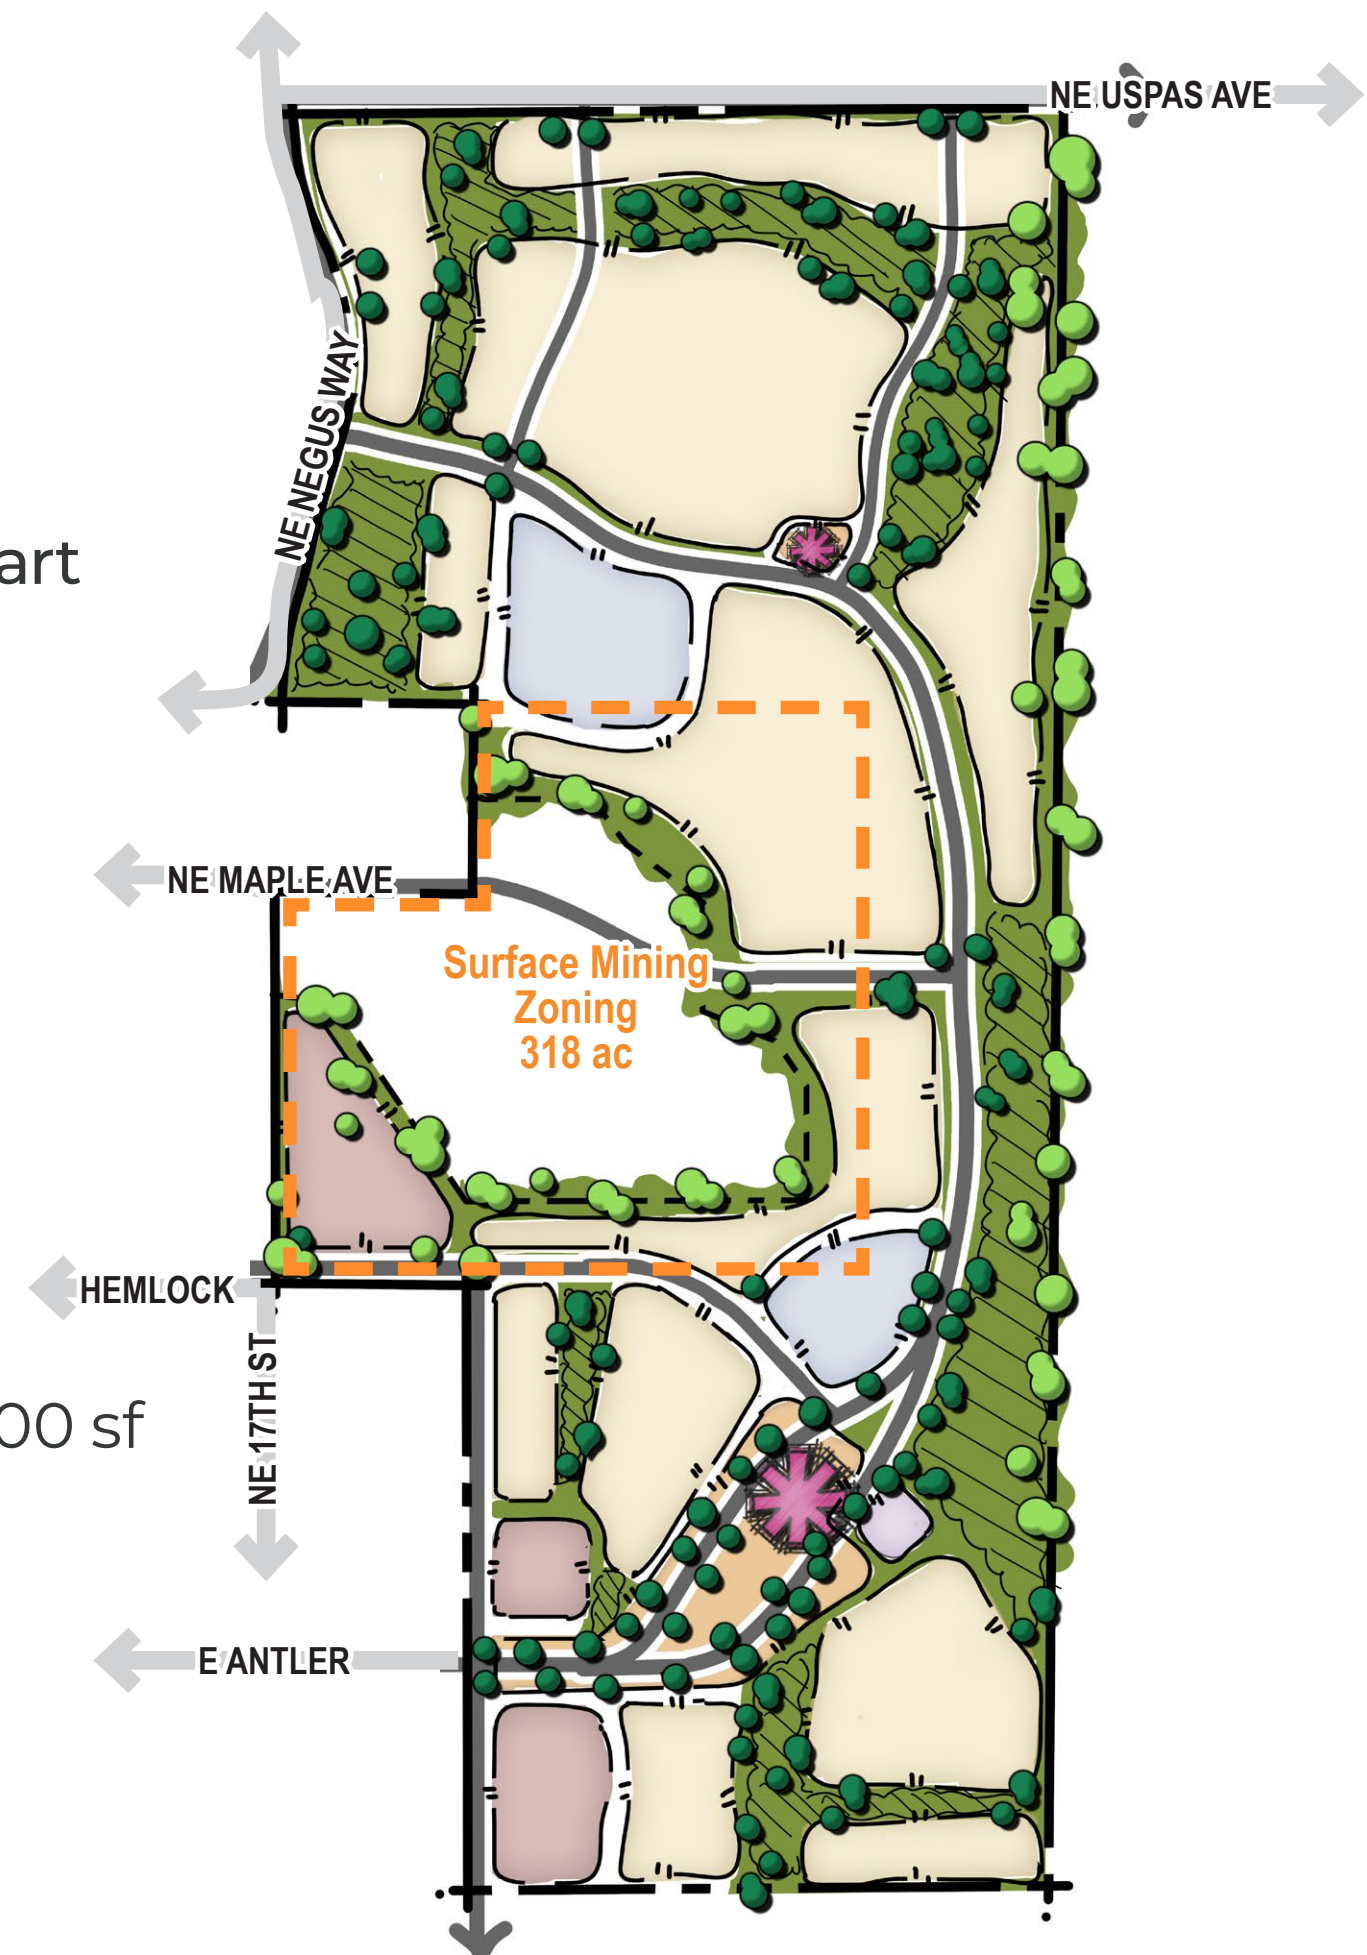 NE USPAS AVE
NE NEGUS WAY
art
NE MAPLE AVE
Surface Mining
Zoning
318 ac
HEMLOCK
NE 17TH ST
00 sf
E ANTLER